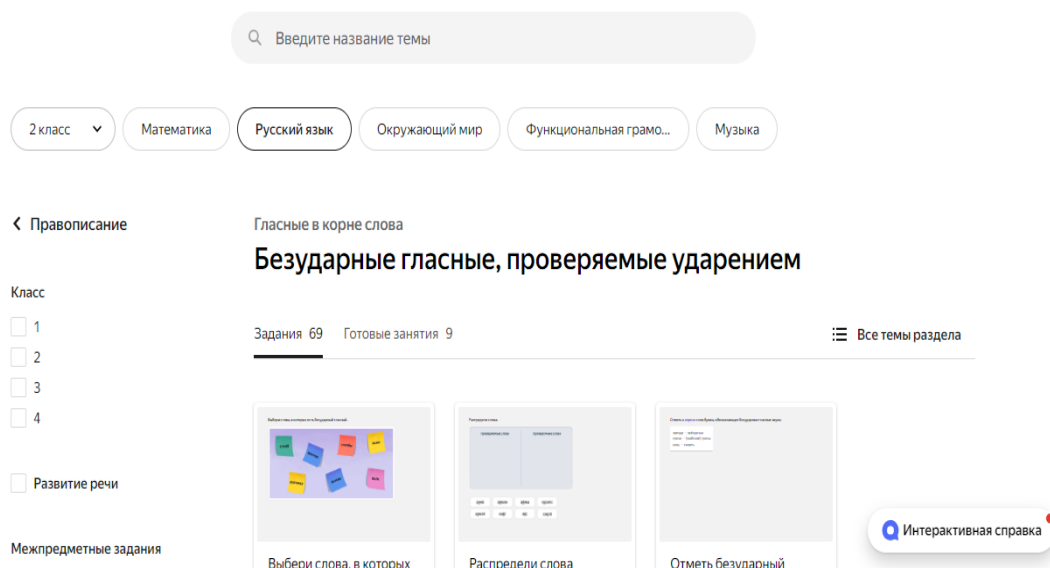 Введите название темы
2 класс
Математика
Русский язык
Окружающий мир
Функциональная грамо...
Музыка
Правописание
Гласные в корне слова
Безударные гласные, проверяемые ударением
Класс
1
2
3
4
Задания 69
Готовые занятия 9
Все темы раздела
Развитие речи
Межпредметные задания
Распредели слова.
Выбери слова, в которых
Распредели слова
Отметь безударный
Интерактивная справка